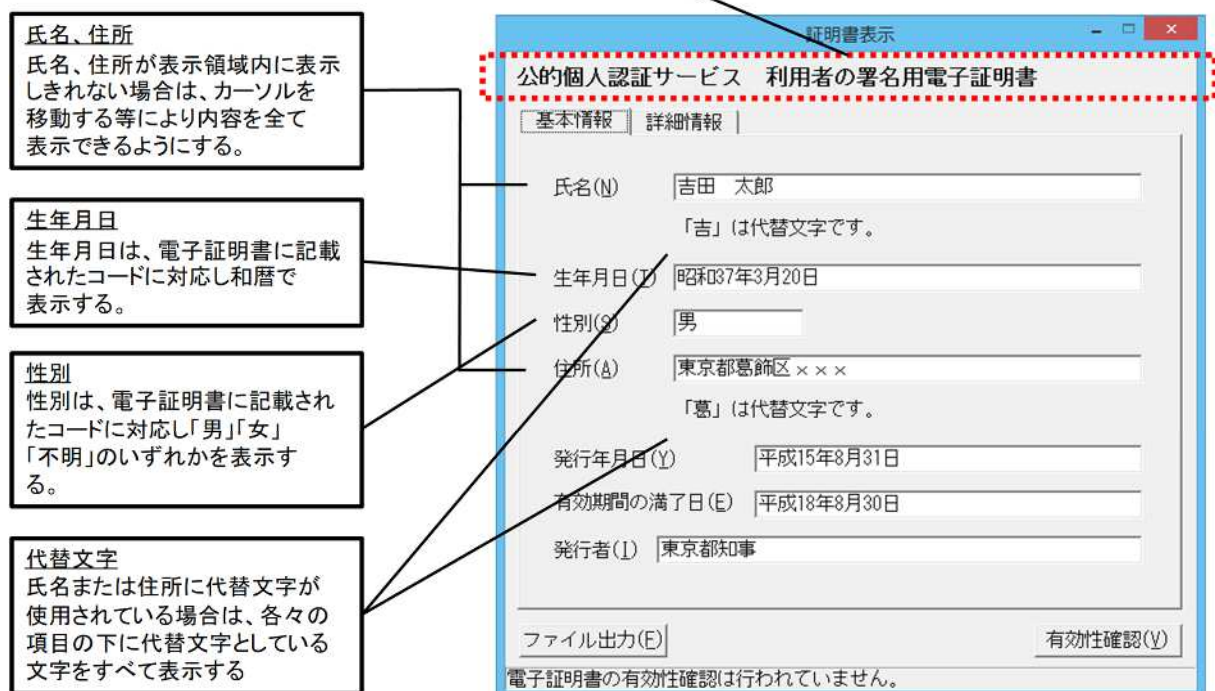 氏名、住所
氏名、住所が表示領域内に表示
しきれない場合は、カーソルを
移動する等により内容を全て
表示できるようにする。
生年月日
生年月日は、電子証明書に記載
されたコードに対応し和暦で
表示する。
性別
性別は、電子証明書に記載され
たコードに対応し「男」「女」
「不明」のいずれかを表示す
る。
代替文字
氏名または住所に代替文字が
使用されている場合は、各々の
項目の下に代替文字としている
文字をすべて表示する
証明書表示
公的個人認証サービス　利用者の署名用電子証明書
基本情報 詳細情報
氏名(N) 吉田　太郎
「吉」は代替文字です。
生年月日(T) 昭和37年3月20日
性別(S) 男
住所(A) 東京都葛飾区×××
「葛」は代替文字です。
発行年月日(Y) 平成15年8月31日
有効期間の満了日(E) 平成18年8月30日
発行者(I) 東京都知事
ファイル出力(F) 有効性確認(V)
電子証明書の有効性確認は行われていません。